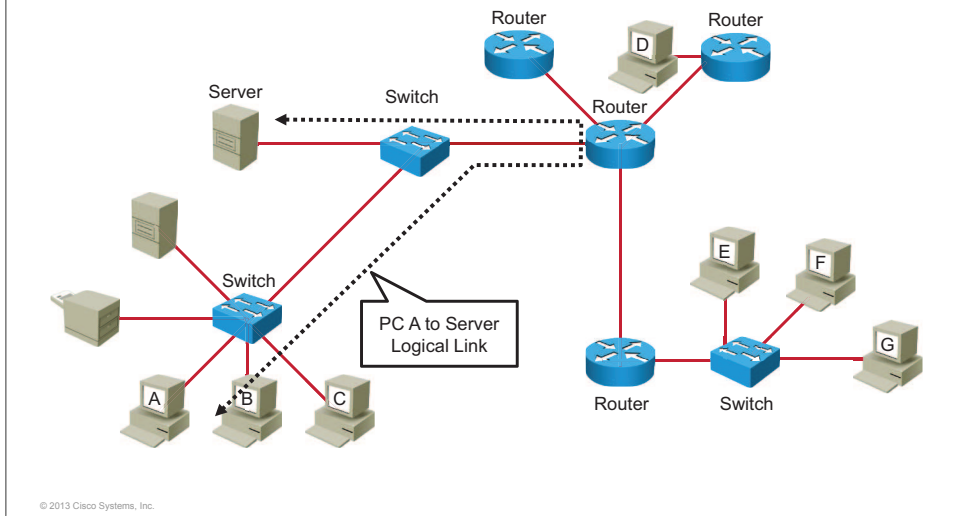 Router
Router
D
Server
Switch
Router
E
F
Switch
PC A to Server
Logical Link
G
A
B
C
Router
Switch
© 2013 Cisco Systems, Inc.